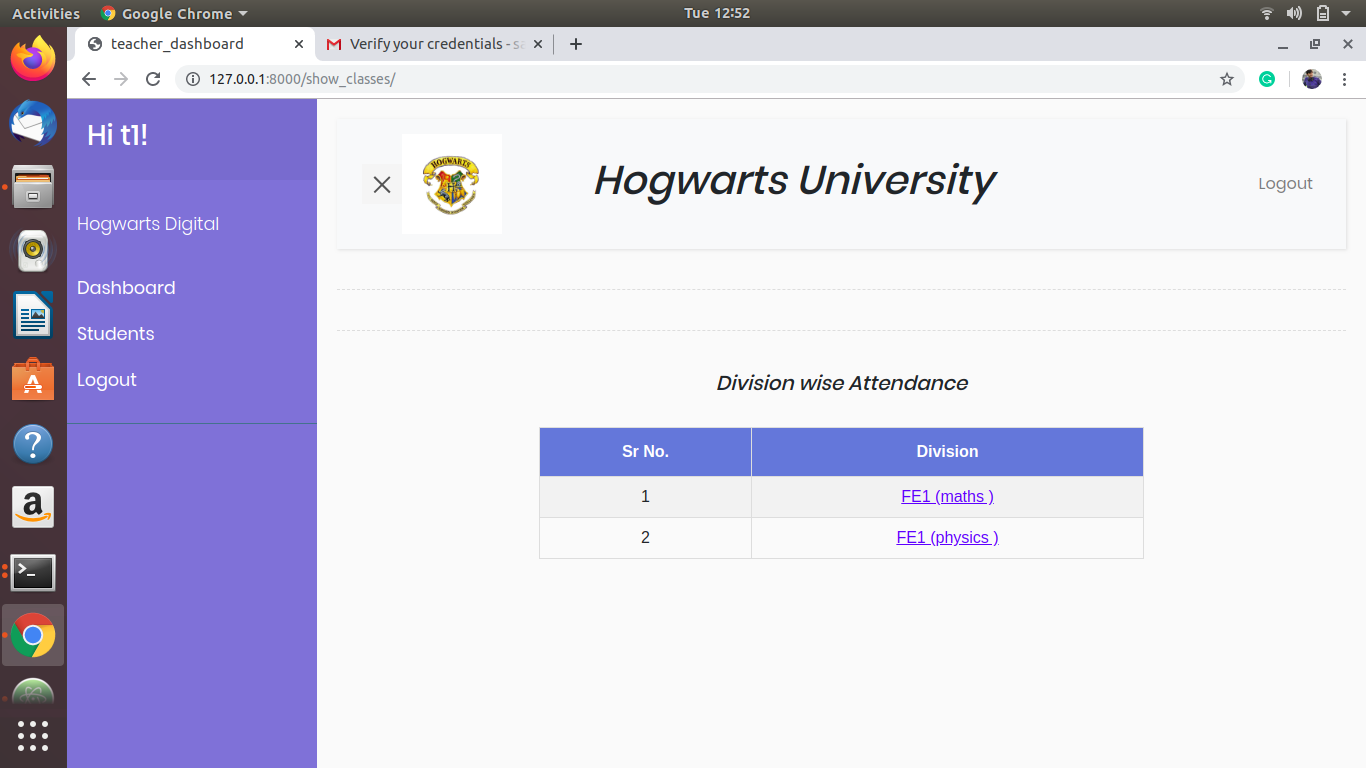 Activities
Google Chrome
Tue 12:52
teacher_dashboard
Verify your credentials - sa
127.0.0.1:8000/show_classes/
Hi t1!
Hogwarts Digital
Dashboard
Students
Logout
HOGWARTS
Hogwarts University
Logout
Division wise Attendance
Sr No. Division
1 FE1 (maths )
2 FE1 (physics )